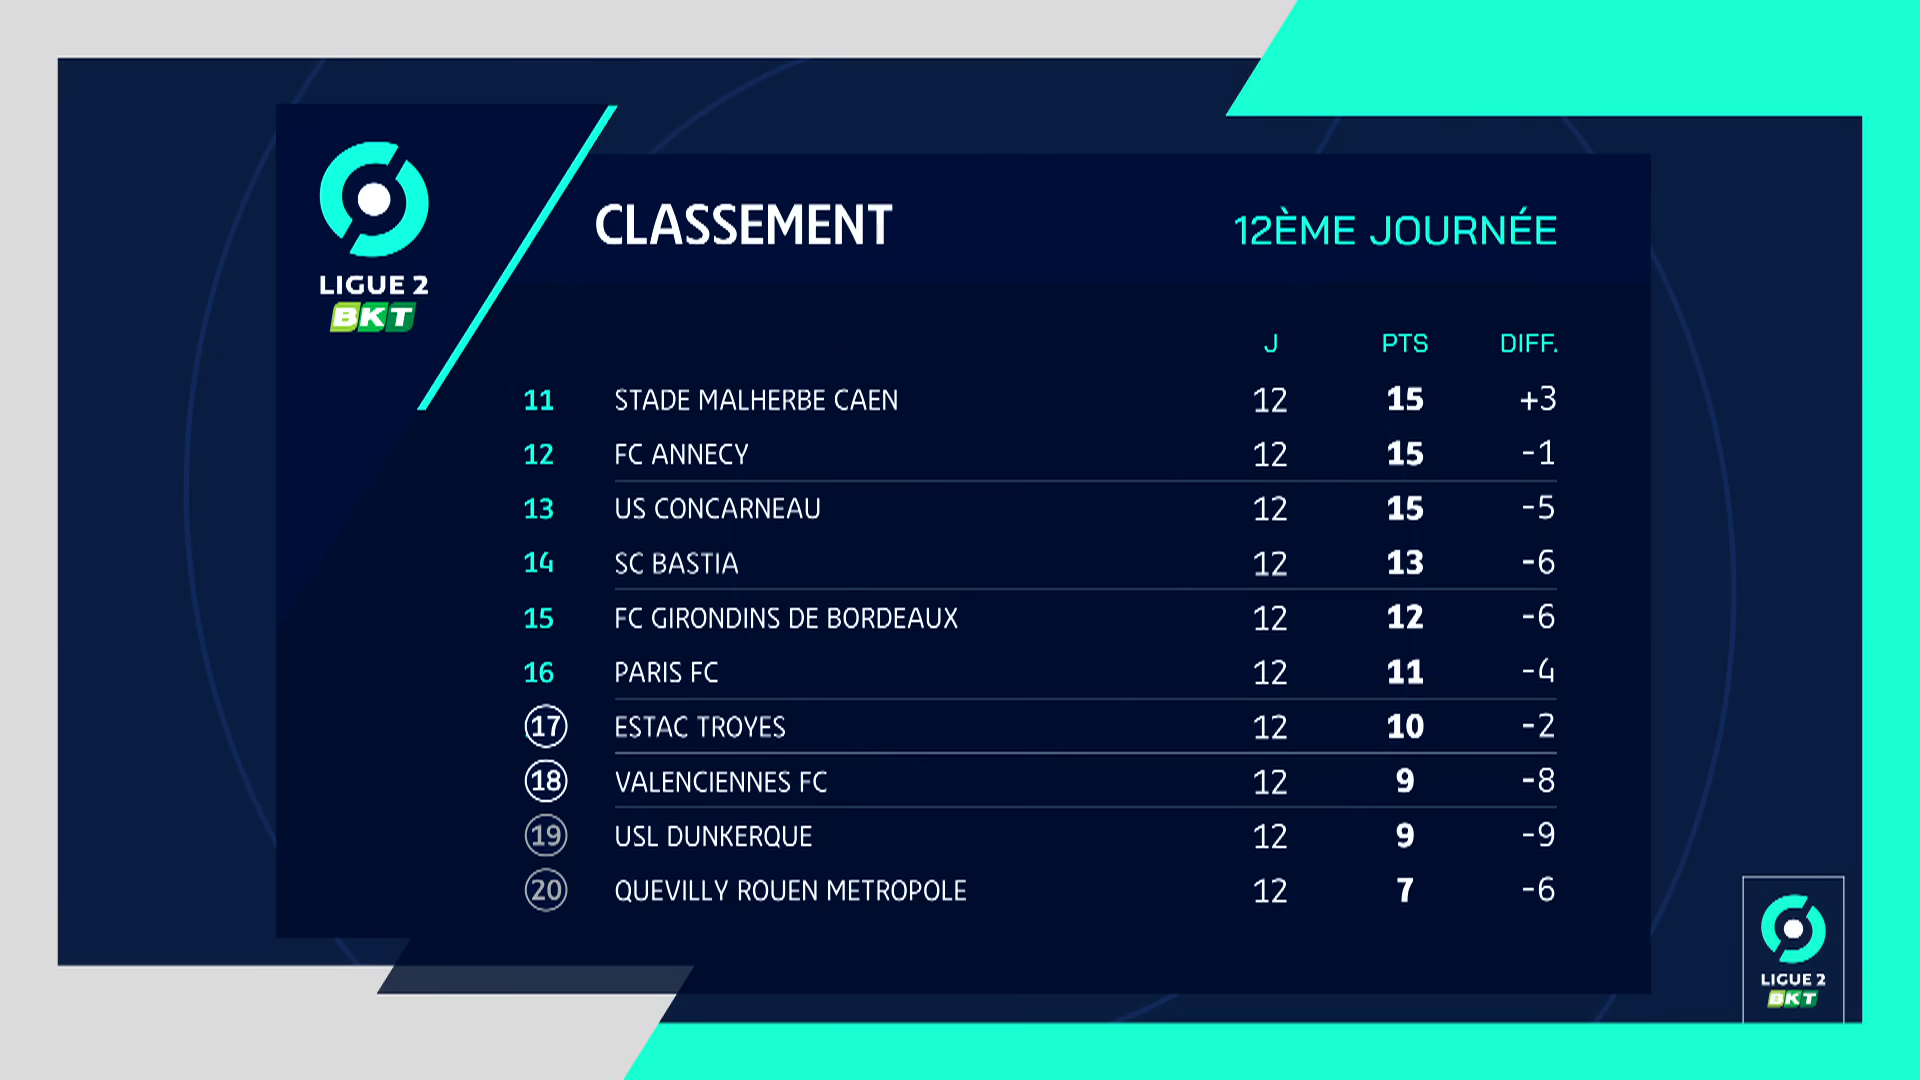 LIGUE 2
BKT
CLASSEMENT
12ÈME JOURNÉE
J PTS DIFF.
11 STADE MALHERBE CAEN 12 15 +3
12 FC ANNECY 12 15 -1
13 US CONCARNEAU 12 15 -5
14 SC BASTIA 12 13 -6
15 FC GIRONDINS DE BORDEAUX 12 12 -6
16 PARIS FC 12 11 -4
17 ESTAC TROYES 12 10 -2
18 VALENCIENNES FC 12 9 -8
19 USL DUNKERQUE 12 9 -9
20 QUEVILLY ROUEN METROPOLE 12 7 -6
LIGUE 2
BKT